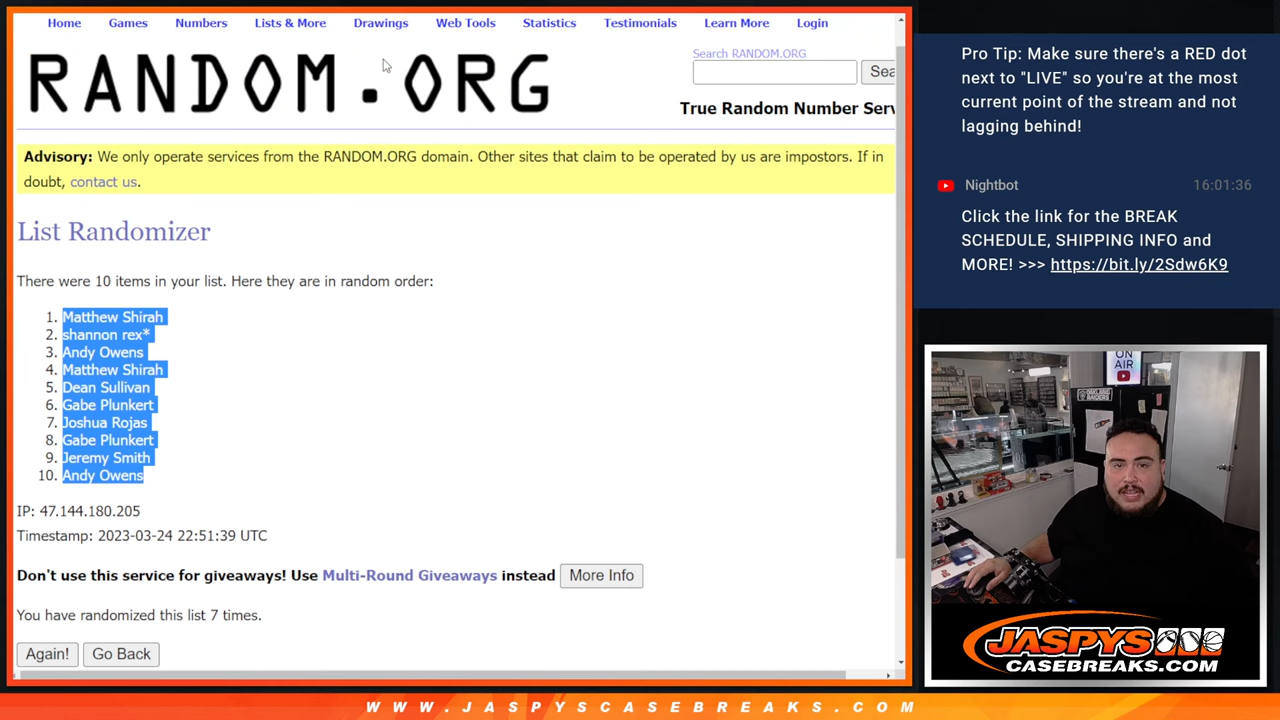 Home Games Numbers Lists & More Drawings Web Tools Statistics Testimonials Learn More Login
RANDOM.ORG
Search RANDOM.ORG
Sea
True Random Number Serv
Advisory: We only operate services from the RANDOM.ORG domain. Other sites that claim to be operated by us are impostors. If in
doubt, contact us.
List Randomizer
There were 10 items in your list. Here they are in random order:
1. Matthew Shirah
2. shannon rex*
3. Andy Owens
4. Matthew Shirah
5. Dean Sullivan
6. Gabe Plunkert
7. Joshua Rojas
8. Gabe Plunkert
9. Jeremy Smith
10. Andy Owens
IP: 47.144.180.205
Timestamp: 2023-03-24 22:51:39 UTC
Don't use this service for giveaways! Use Multi-Round Giveaways instead More Info
You have randomized this list 7 times.
Again! Go Back
Pro Tip: Make sure there's a RED dot
next to "LIVE" so you're at the most
current point of the stream and not
lagging behind!
Nightbot 16:01:36
Click the link for the BREAK
SCHEDULE, SHIPPING INFO and
MORE! >>> https://bit.ly/2Sdw6K9
ON
AIR
JASPYS
CASEBREAKS.COM
WWW.JASPYSCASEBREAKS.COM